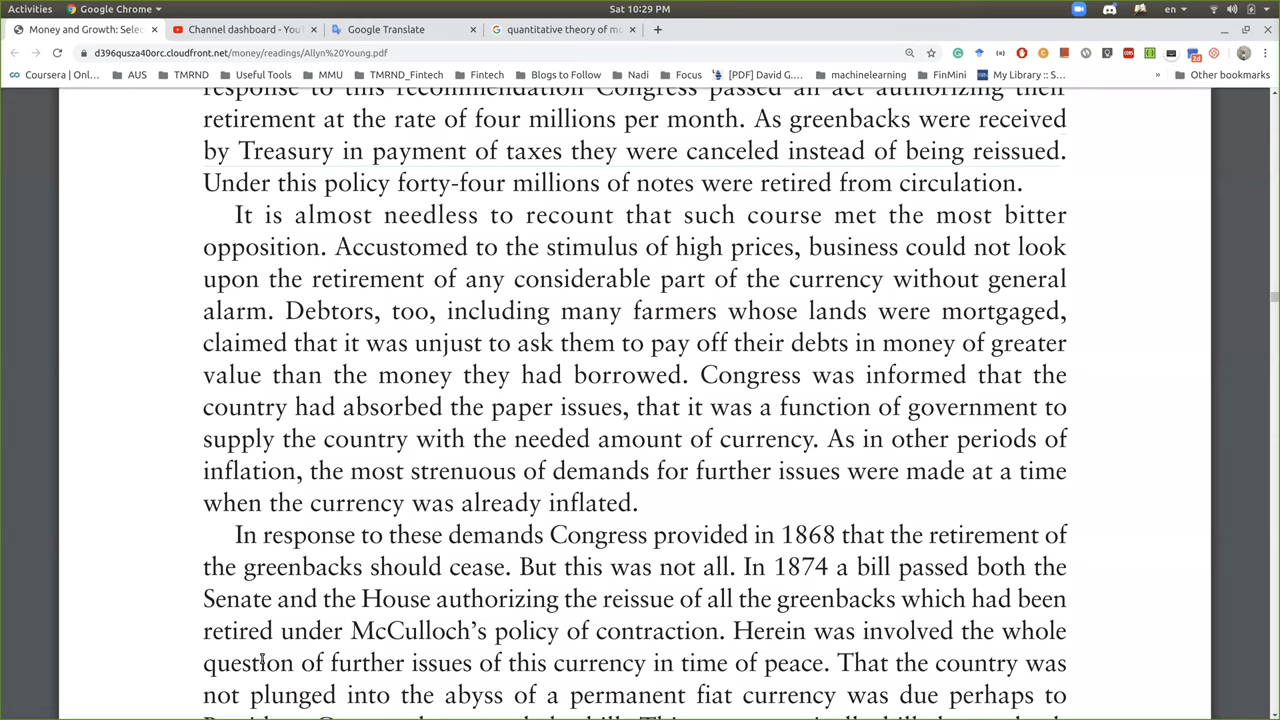 Activities
Google Chrome
Sat 10:29 PM
en
Money and Growth: Selec
Channel dashboard - YouT
Google Translate
quantitative theory of mo
d396qusza40orc.cloudfront.net/money/readings/Allyn%20Young.pdf
Coursera | Onl... AUS TMRND Useful Tools MMU TMRND_Fintech Fintech Blogs to Follow Nadi Focus [PDF] David G.... machinelearning FinMini My Library :: S... » Other bookmarks
response to this recommendation Congress passed an act authorizing their
retirement at the rate of four millions per month. As greenbacks were received
by Treasury in payment of taxes they were canceled instead of being reissued.
Under this policy forty-four millions of notes were retired from circulation.
It is almost needless to recount that such course met the most bitter
opposition. Accustomed to the stimulus of high prices, business could not look
upon the retirement of any considerable part of the currency without general
alarm. Debtors, too, including many farmers whose lands were mortgaged,
claimed that it was unjust to ask them to pay off their debts in money of greater
value than the money they had borrowed. Congress was informed that the
country had absorbed the paper issues, that it was a function of government to
supply the country with the needed amount of currency. As in other periods of
inflation, the most strenuous of demands for further issues were made at a time
when the currency was already inflated.
In response to these demands Congress provided in 1868 that the retirement of
the greenbacks should cease. But this was not all. In 1874 a bill passed both the
Senate and the House authorizing the reissue of all the greenbacks which had been
retired under McCulloch's policy of contraction. Herein was involved the whole
question of further issues of this currency in time of peace. That the country was
not plunged into the abyss of a permanent fiat currency was due perhaps to